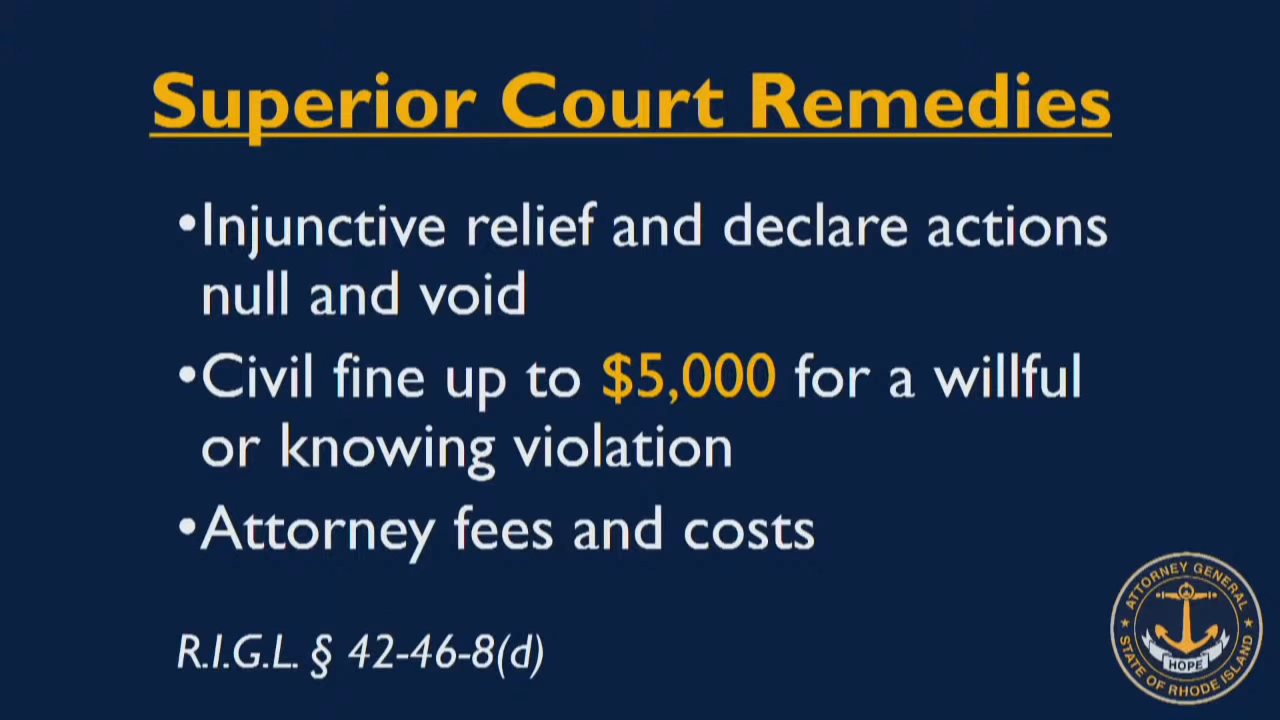 Superior Court Remedies
•Injunctive relief and declare actions
null and void
•Civil fine up to $5,000 for a willful
or knowing violation
•Attorney fees and costs
R.I.G.L. § 42-46-8(d)
ATTORNEY GENERAL
HOPE
STATE OF RHODE ISLAND